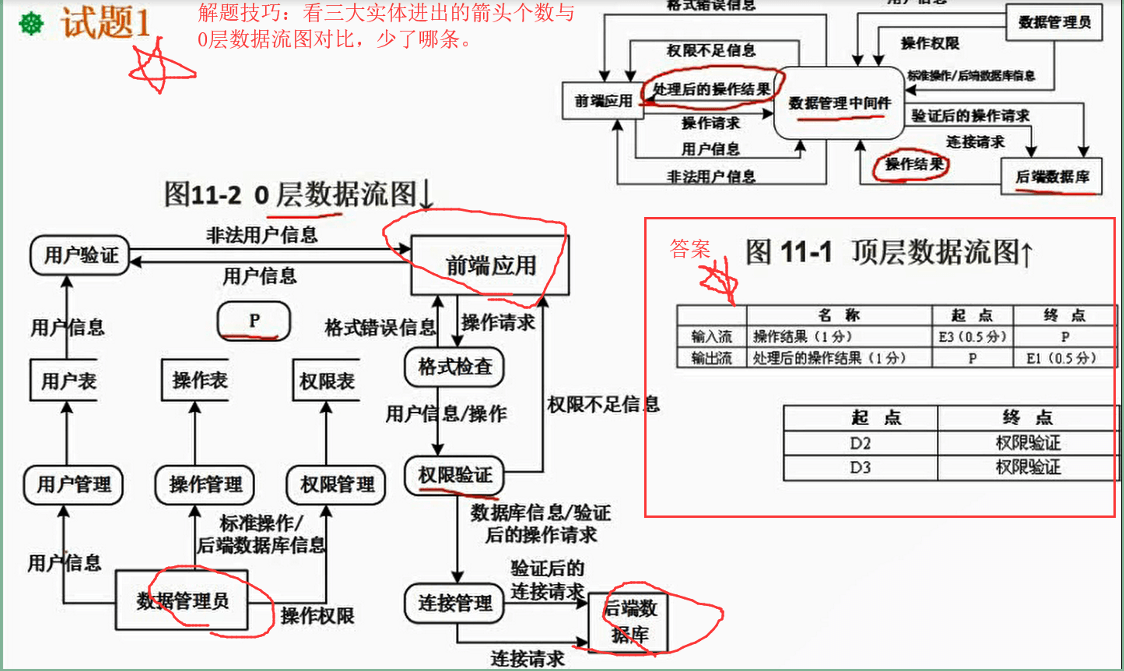 试题1
解题技巧：看三大实体进出的箭头个数与
0层数据流图对比，少了哪条。
格式错误信息
权限不足信息
处理后的操作结果
前端应用
操作请求
用户信息
非法用户信息
数据管理中间件
用户信息
数据管理员
操作权限
标准操作/后端数据库信息
验证后的操作请求
连接请求
操作结果
后端数据库
图11-2 0 层数据流图↓
用户验证
非法用户信息
用户信息
前端应用
P
用户信息
格式错误信息
操作请求
用户表
操作表
权限表
格式检查
用户信息/操作
权限不足信息
用户管理
操作管理
权限管理
权限验证
标准操作/
后端数据库信息
数据库信息/验证
后的操作请求
用户信息
数据管理员
操作权限
验证后的
连接请求
连接管理
后端数
据库
连接请求
答案
图 11-1 顶层数据流图↑
名 称 起 点 终 点
输入流 操作结果（1分） E3（0.5分） P
输出流 处理后的操作结果（1分） P E1（0.5分）
起 点 终 点
D2 权限验证
D3 权限验证